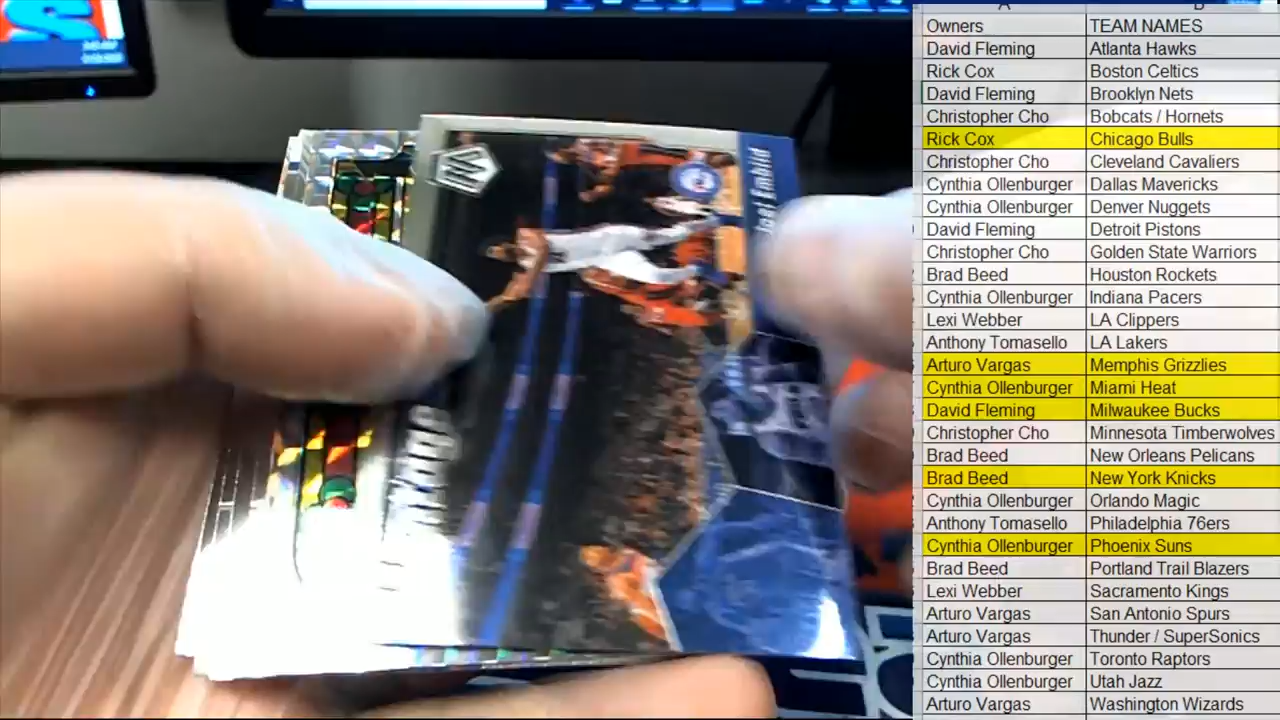 Owners TEAM NAMES
David Fleming Atlanta Hawks
Rick Cox Boston Celtics
David Fleming Brooklyn Nets
Christopher Cho Bobcats / Hornets
Rick Cox Chicago Bulls
Christopher Cho Cleveland Cavaliers
Cynthia Ollenburger Dallas Mavericks
Cynthia Ollenburger Denver Nuggets
David Fleming Detroit Pistons
Christopher Cho Golden State Warriors
Brad Beed Houston Rockets
Cynthia Ollenburger Indiana Pacers
Lexi Webber LA Clippers
Anthony Tomasello LA Lakers
Arturo Vargas Memphis Grizzlies
Cynthia Ollenburger Miami Heat
David Fleming Milwaukee Bucks
Christopher Cho Minnesota Timberwolves
Brad Beed New Orleans Pelicans
Brad Beed New York Knicks
Cynthia Ollenburger Orlando Magic
Anthony Tomasello Philadelphia 76ers
Cynthia Ollenburger Phoenix Suns
Brad Beed Portland Trail Blazers
Lexi Webber Sacramento Kings
Arturo Vargas San Antonio Spurs
Arturo Vargas Thunder / SuperSonics
Cynthia Ollenburger Toronto Raptors
Cynthia Ollenburger Utah Jazz
Arturo Vargas Washington Wizards
Joel Embiid